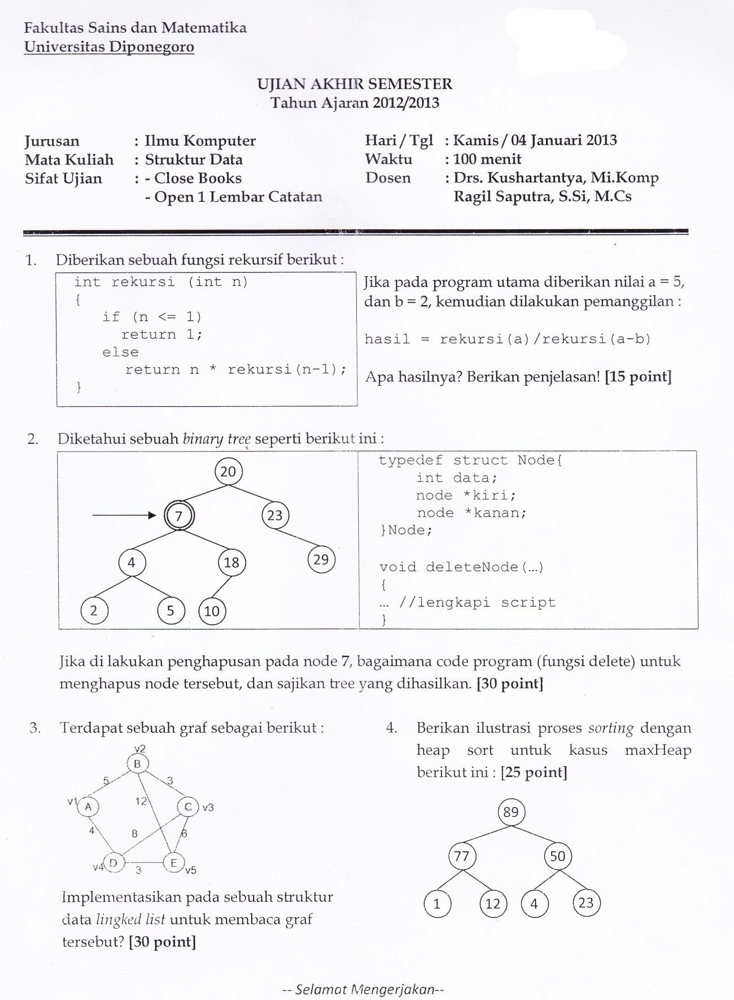 Fakultas Sains dan Matematika
Universitas Diponegoro
UJIAN AKHIR SEMESTER
Tahun Ajaran 2012/2013
Jurusan : Ilmu Komputer
Mata Kuliah : Struktur Data
Sifat Ujian : - Close Books
- Open 1 Lembar Catatan
Hari / Tgl : Kamis / 04 Januari 2013
Waktu : 100 menit
Dosen : Drs. Kushartantya, Mi.Komp
Ragil Saputra, S.Si, M.Cs
1. Diberikan sebuah fungsi rekursif berikut :
int rekursi (int n)
{
if (n <= 1)
return 1;
else
return n * rekursi(n-1);
}
Jika pada program utama diberikan nilai a = 5,
dan b = 2, kemudian dilakukan pemanggilan :
hasil = rekursi(a)/rekursi(a-b)
Apa hasilnya? Berikan penjelasan! [15 point]
2. Diketahui sebuah binary tree seperti berikut ini :
20
7 23
4 18 29
2 5 10
typedef struct Node{
int data;
node *kiri;
node *kanan;
}Node;
void deleteNode(...)
{
... //lengkapi script
}
Jika di lakukan penghapusan pada node 7, bagaimana code program (fungsi delete) untuk
menghapus node tersebut, dan sajikan tree yang dihasilkan. [30 point]
3. Terdapat sebuah graf sebagai berikut :
v2
B
5 3
v1 A 12 C v3
4 8 6
v4 D 3 E v5
Implementasikan pada sebuah struktur
data lingked list untuk membaca graf
tersebut? [30 point]
4. Berikan ilustrasi proses sorting dengan
heap sort untuk kasus maxHeap
berikut ini : [25 point]
89
77 50
1 12 4 23
-- Selamat Mengerjakan--